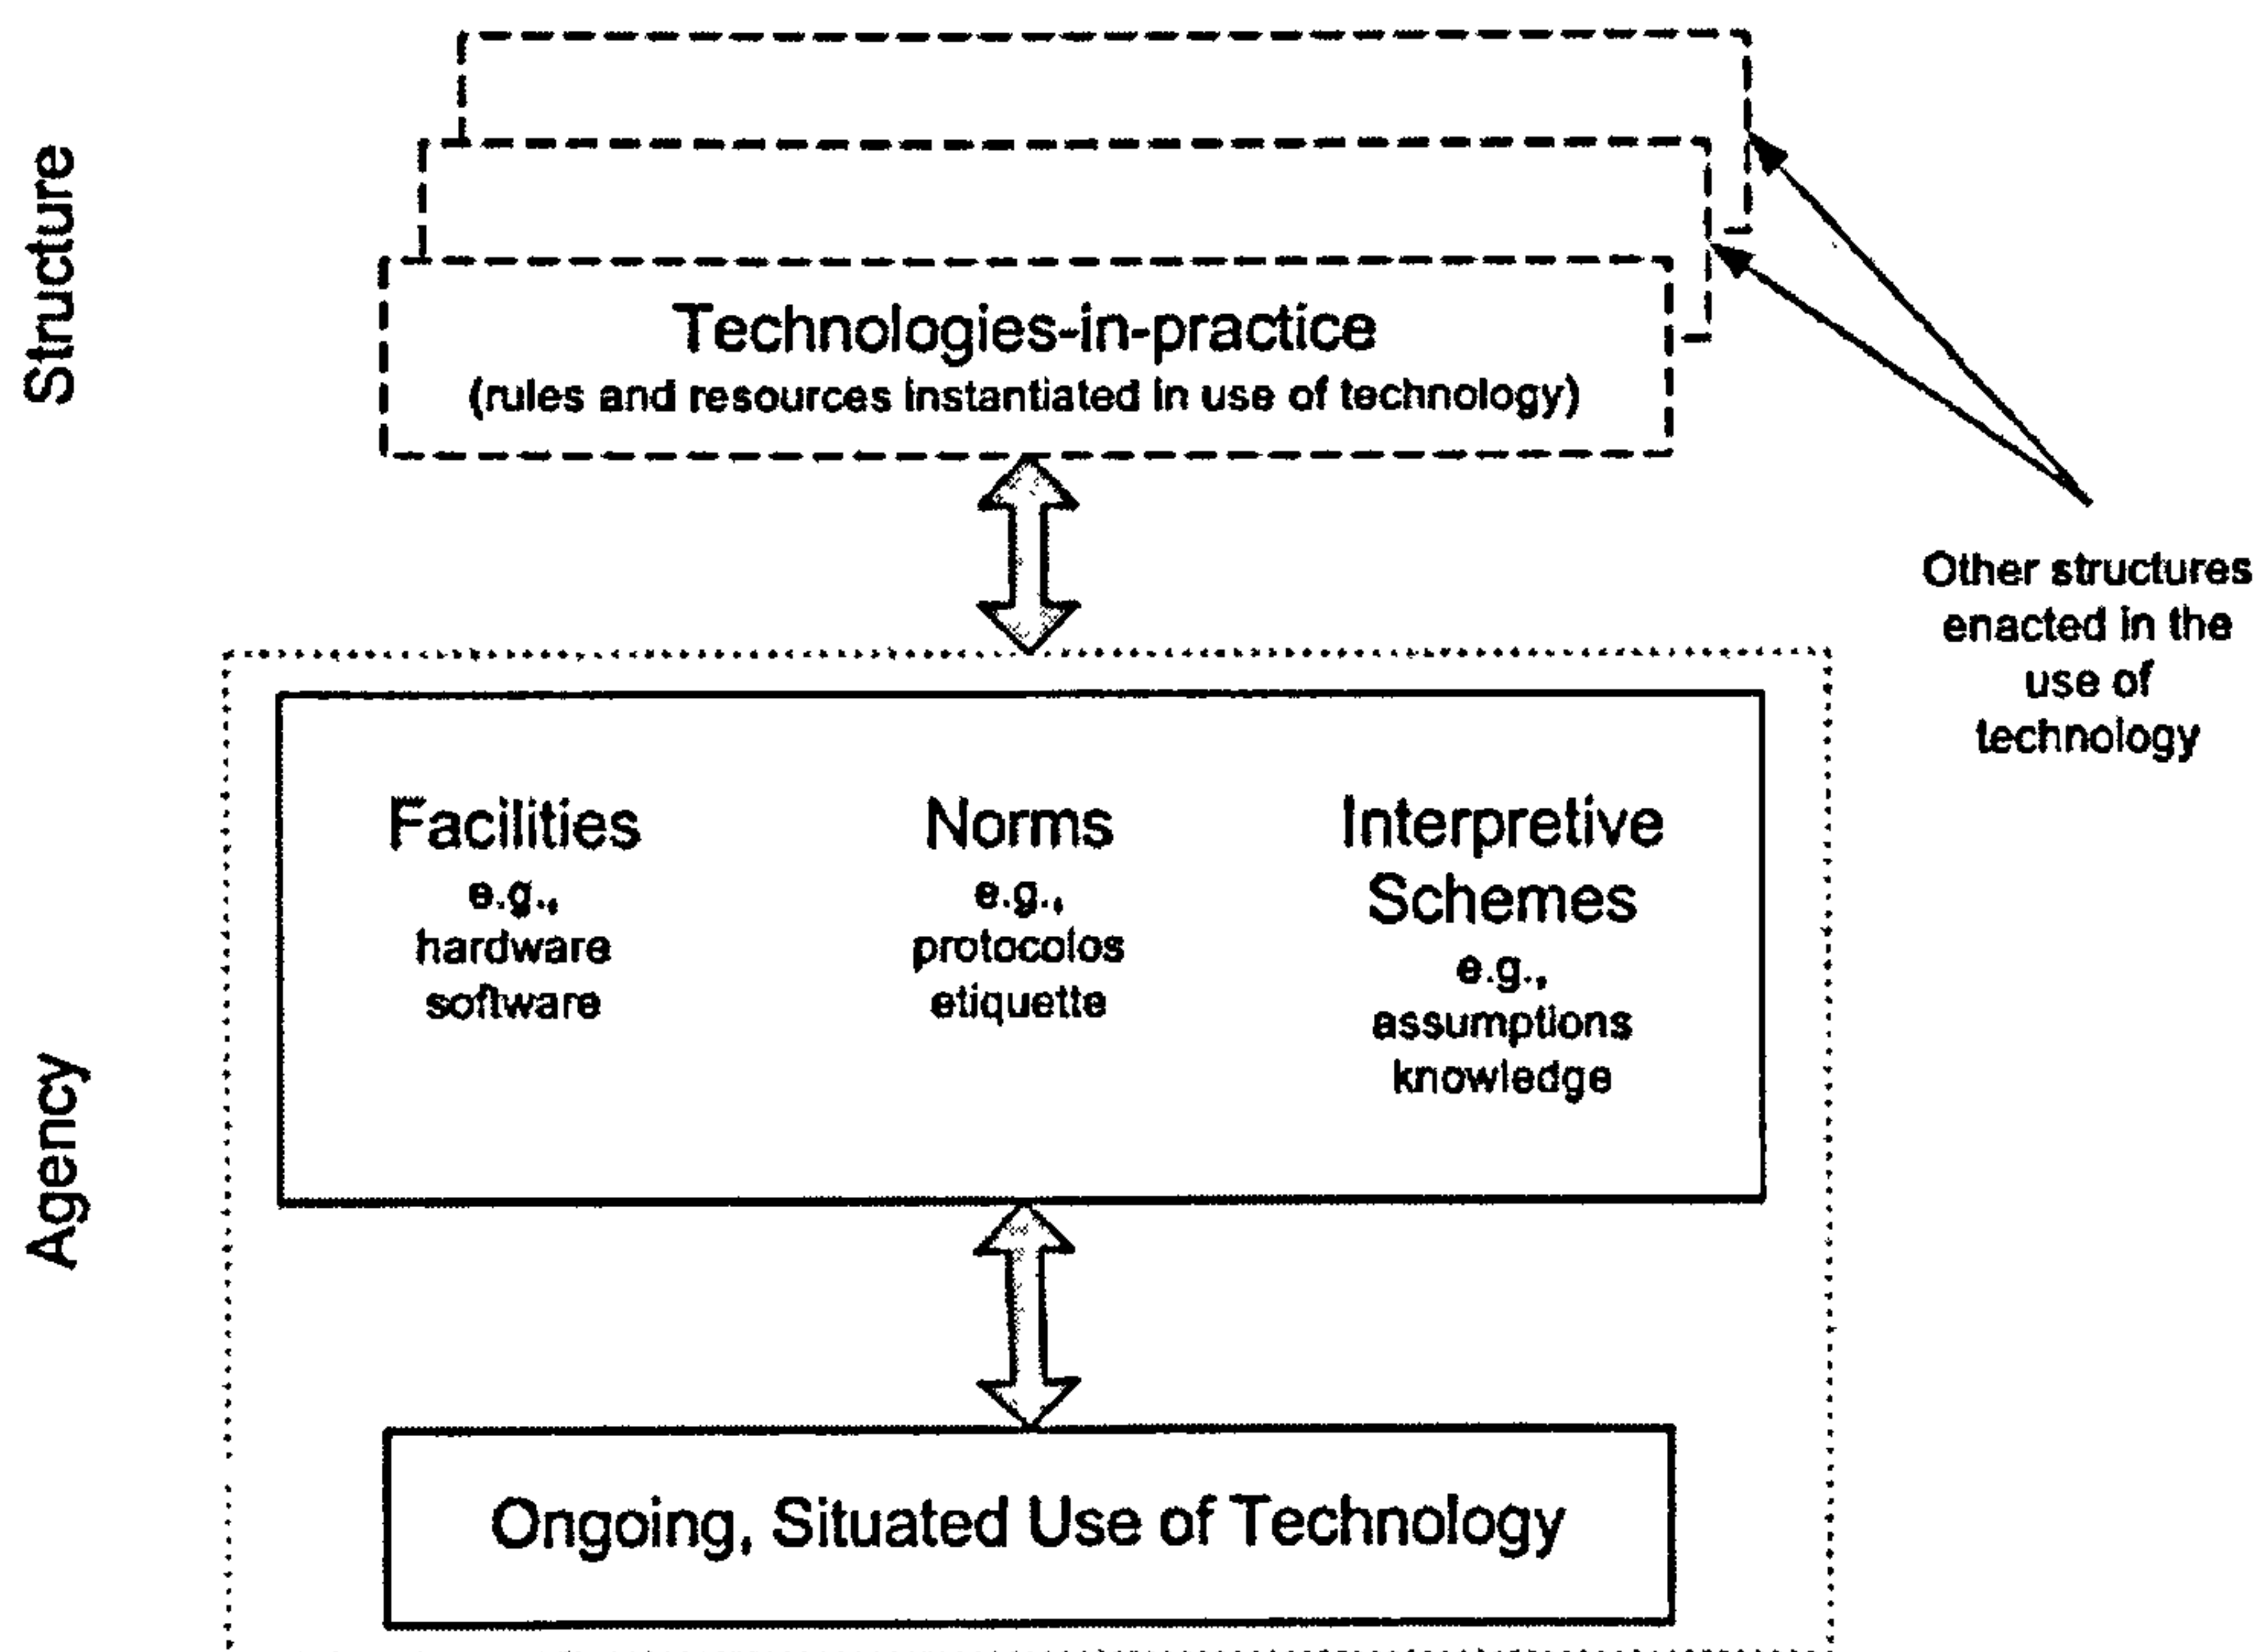 Structure
Technologies-in-practice
(rules and resources instantiated in use of technology)
Other structures
enacted in the
use of
technology
Agency
Facilities
e.g.,
hardware
software
Norms
e.g.,
protocolos
etiquette
Interpretive
Schemes
e.g.,
assumptions
knowledge
Ongoing, Situated Use of Technology